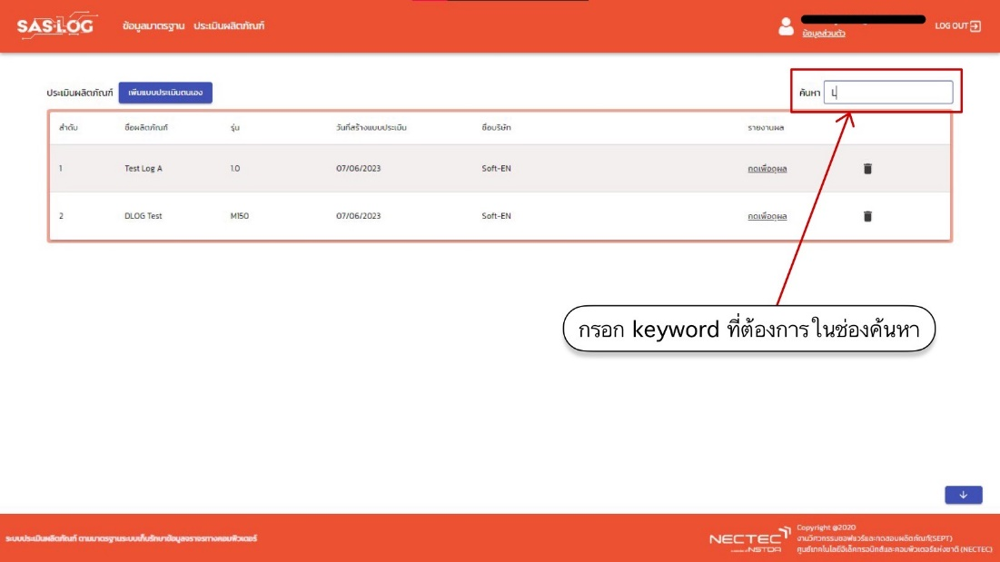 SAS-LOG
ข้อมูลมาตรฐาน ประเมินผลิตภัณฑ์
ข้อมูลส่วนตัว
LOG OUT
ประเมินผลิตภัณฑ์ เพิ่มแบบประเมินตนเอง
ค้นหา L
ลำดับ ชื่อผลิตภัณฑ์ รุ่น วันที่สร้างแบบประเมิน ชื่อบริษัท รายงานผล
1 Test Log A 1.0 07/06/2023 Soft-EN กดเพื่อดูผล
2 DLOG Test M150 07/06/2023 Soft-EN กดเพื่อดูผล
กรอก keyword ที่ต้องการ ในช่องค้นหา
ระบบประเมินผลิตภัณฑ์ ตามมาตรฐานระบบเก็บรักษาข้อมูลจราจรทางคอมพิวเตอร์
NECTEC
NSTDA
Copyright @2020
งานวิศวกรรมซอฟต์แวร์และทดสอบผลิตภัณฑ์(SEPT)
ศูนย์เทคโนโลยีอิเล็กทรอนิกส์และคอมพิวเตอร์แห่งชาติ (NECTEC)